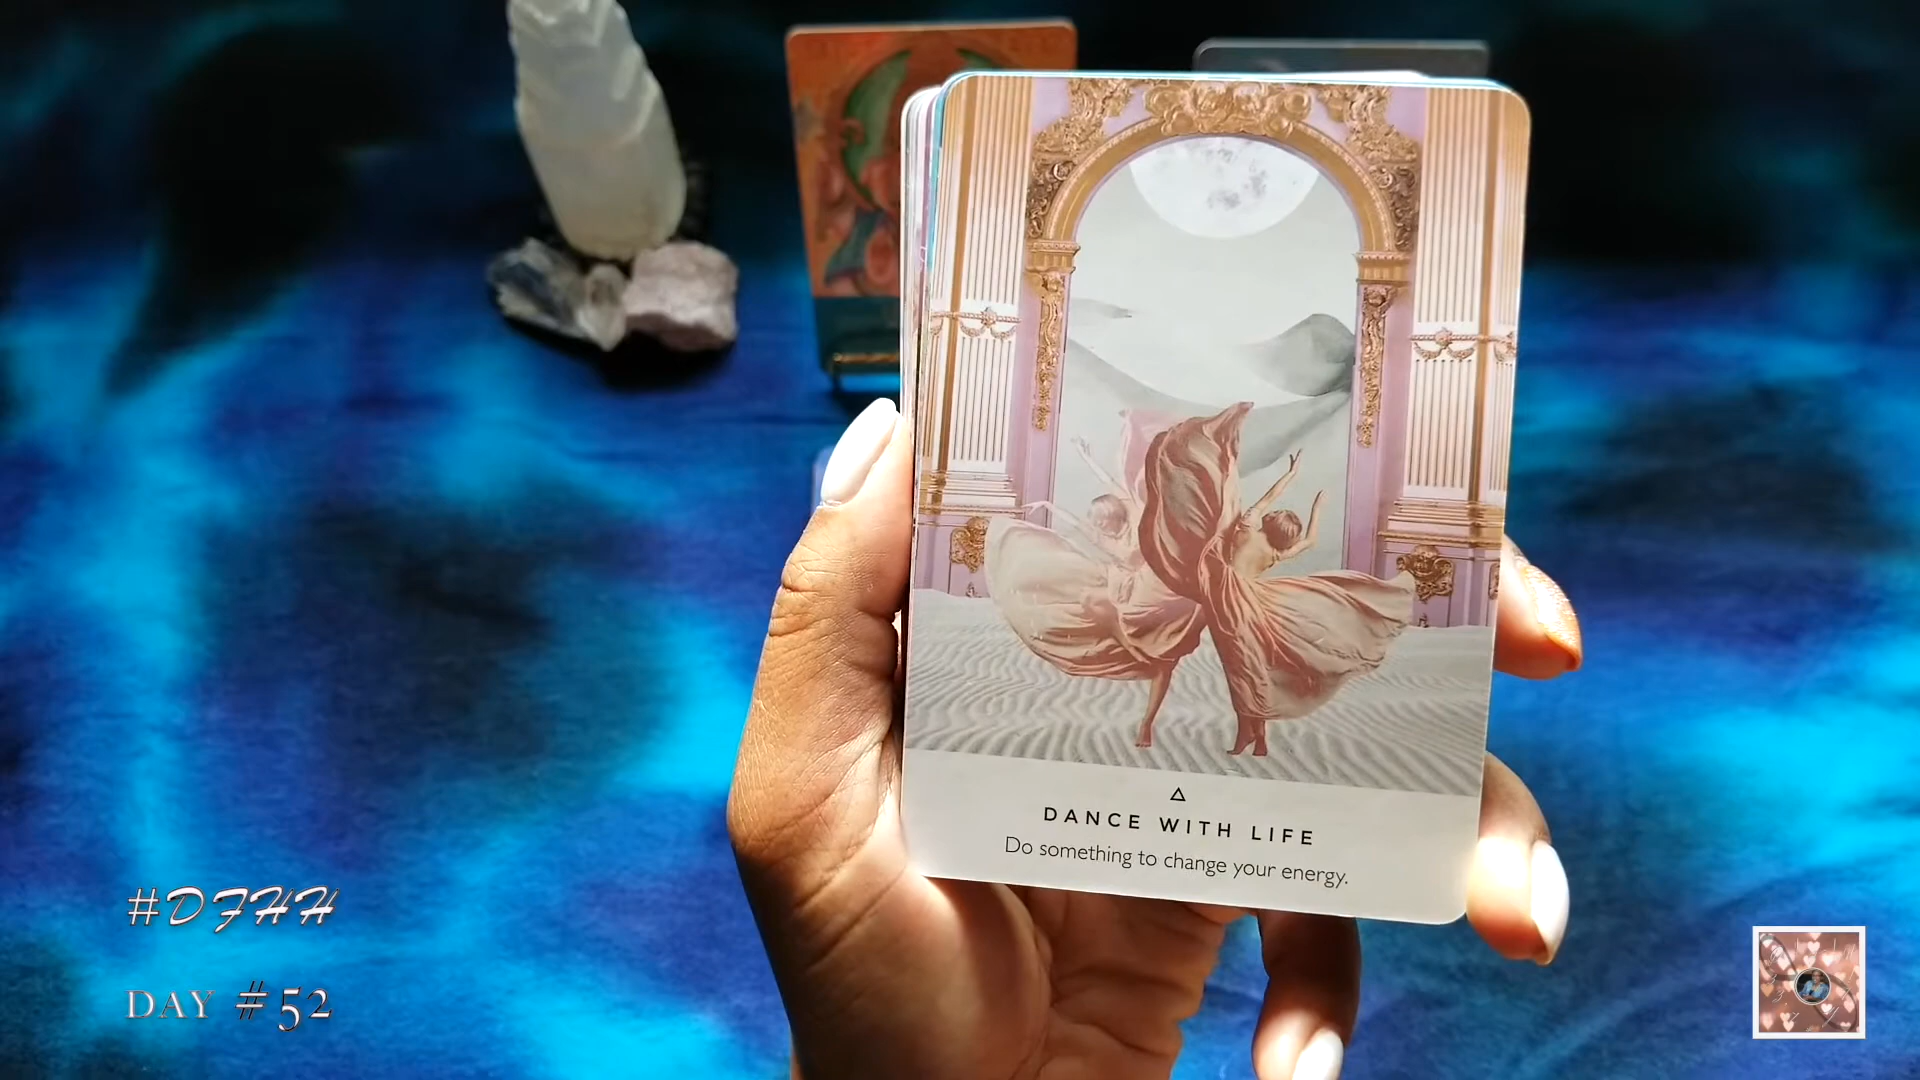 DANCE WITH LIFE
Do something to change your energy.
#DFHH
DAY #52